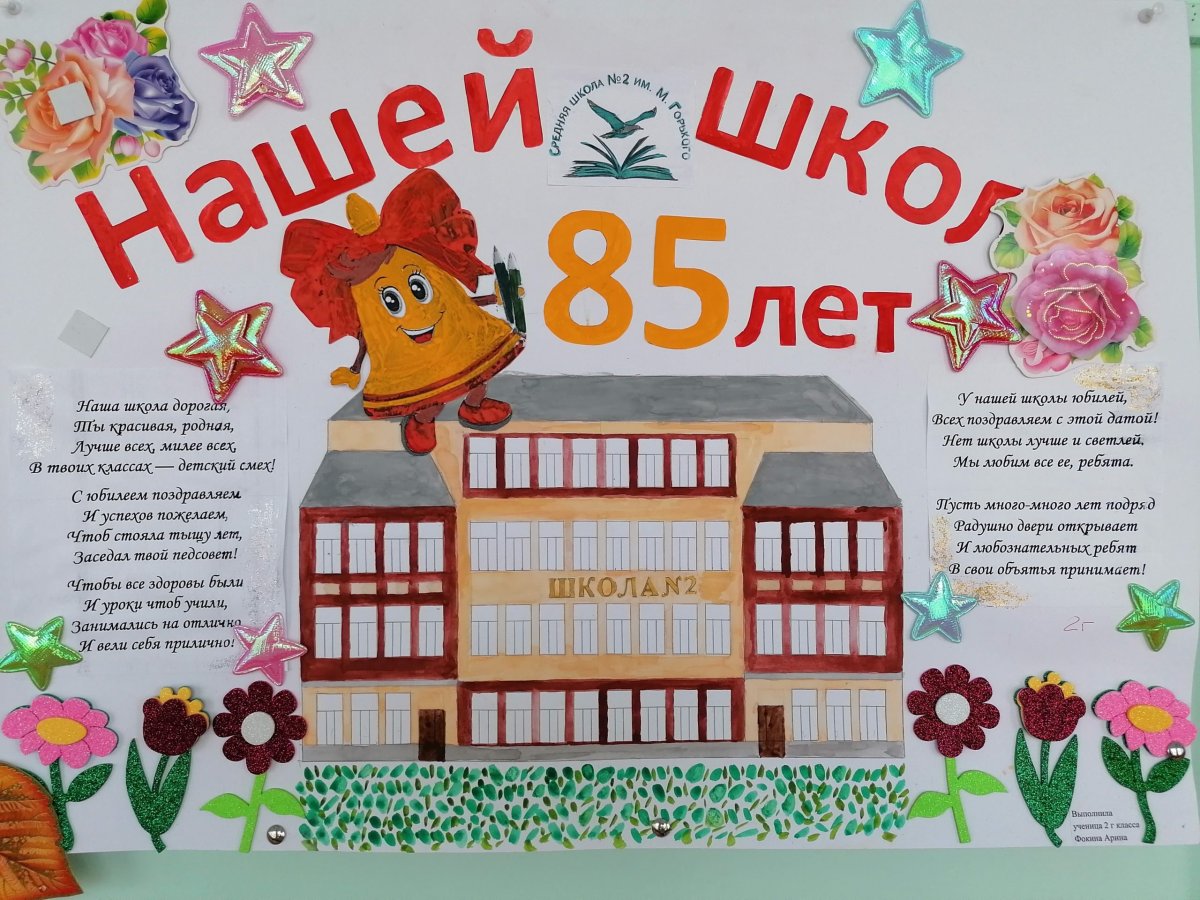 Нашей школ
Средняя школа №2 им. М. Горького
85 лет
Наша школа дорогая,
Ты красивая, родная,
Лучше всех, милее всех,
В твоих классах — детский смех!
С юбилеем поздравляем
И успехов пожелаем,
Чтоб стояла тыщу лет,
Заседал твой педсовет!
Чтобы все здоровы были
И уроки чтоб учили,
Занимались на отлично
И вели себя прилично!
У нашей школы юбилей,
Всех поздравляем с этой датой!
Нет школы лучше и светлей,
Мы любим все ее, ребята.
Пусть много-много лет подряд
Радушно двери открывает
И любознательных ребят
В свои объятья принимает!
2г
ШКОЛА №2
Выполнила
ученица 2 г класса
Фокина Арина